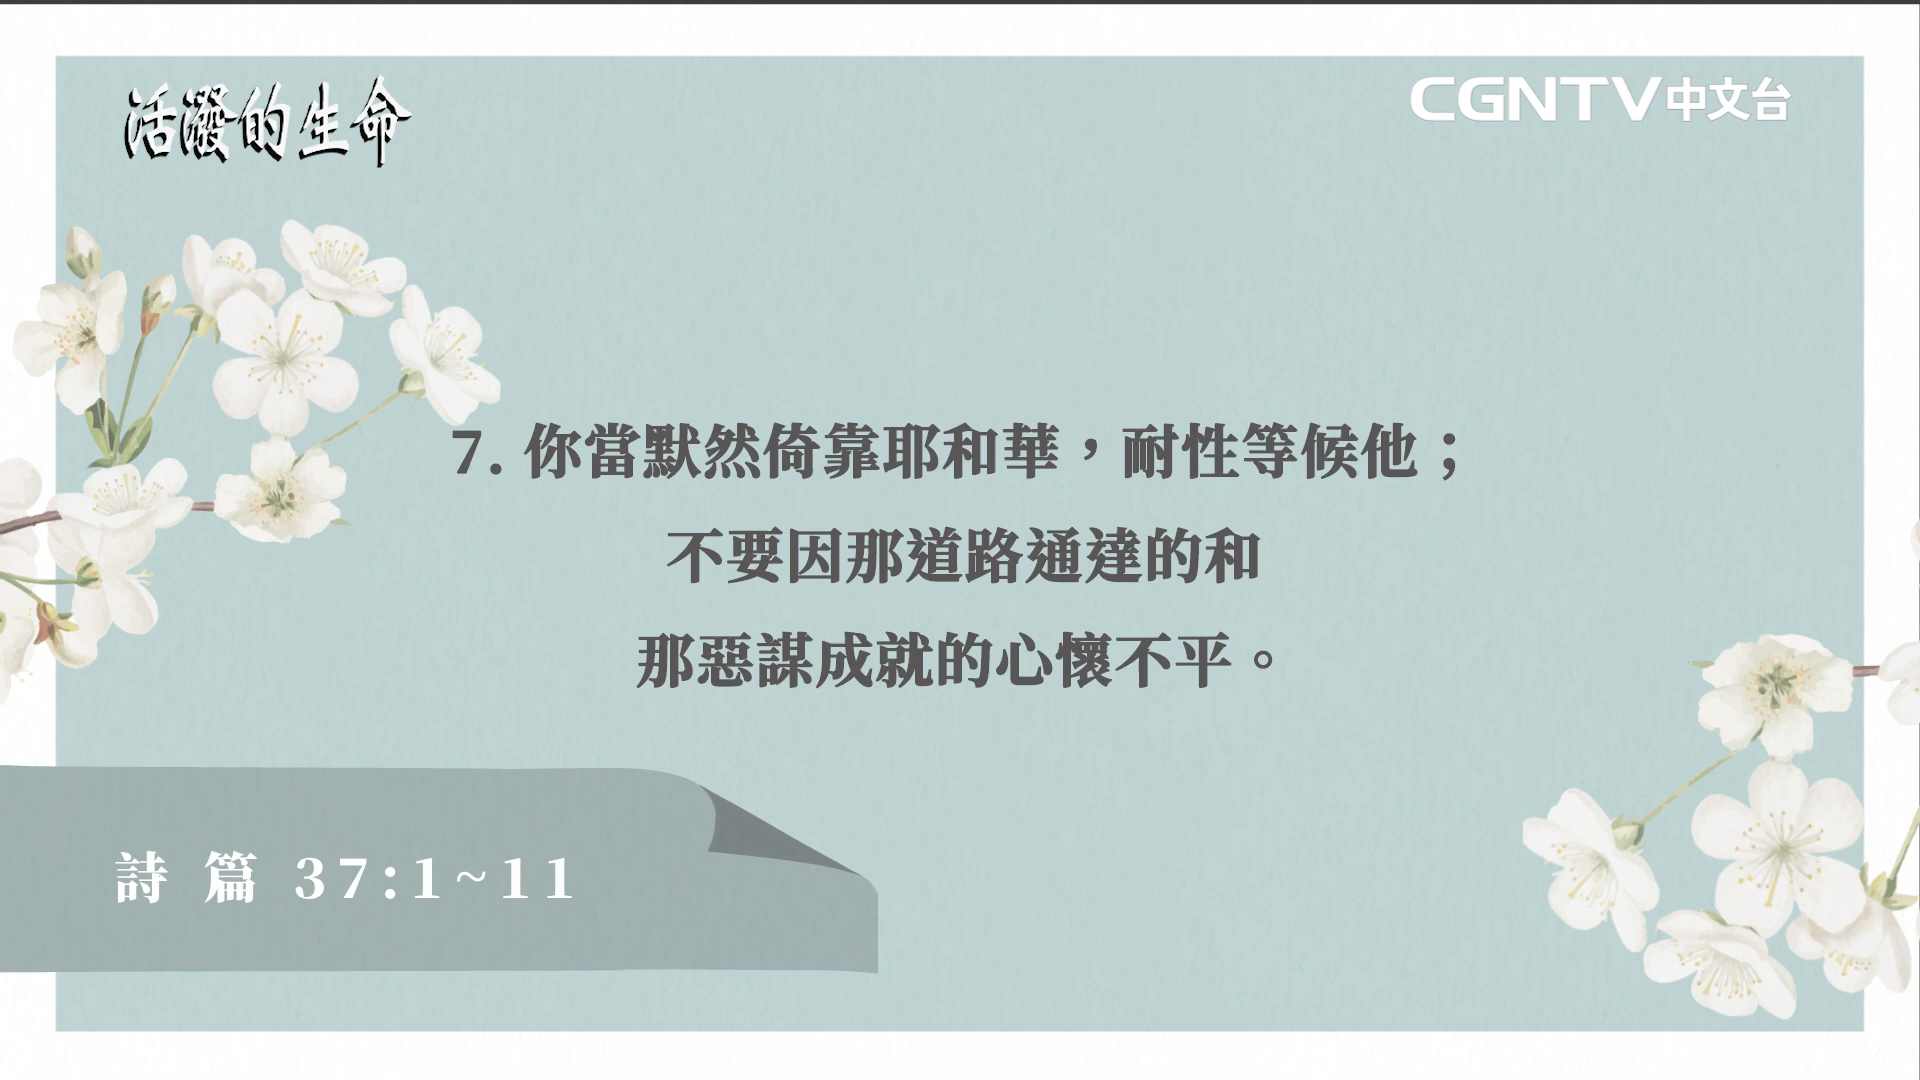 活潑的生命
CGNTV中文台
7. 你當默然倚靠耶和華，耐性等候他；
不要因那道路通達的和
那惡謀成就的心懷不平。
詩 篇 37:1~11